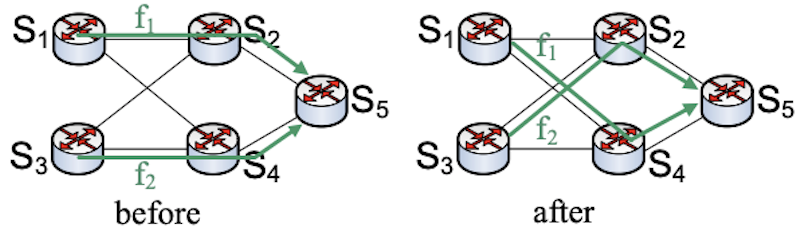 S₁ f₁ S₂
S₅
S₃ f₂ S₄
before
S₁ f₁ S₂
S₅
S₃ f₂ S₄
after